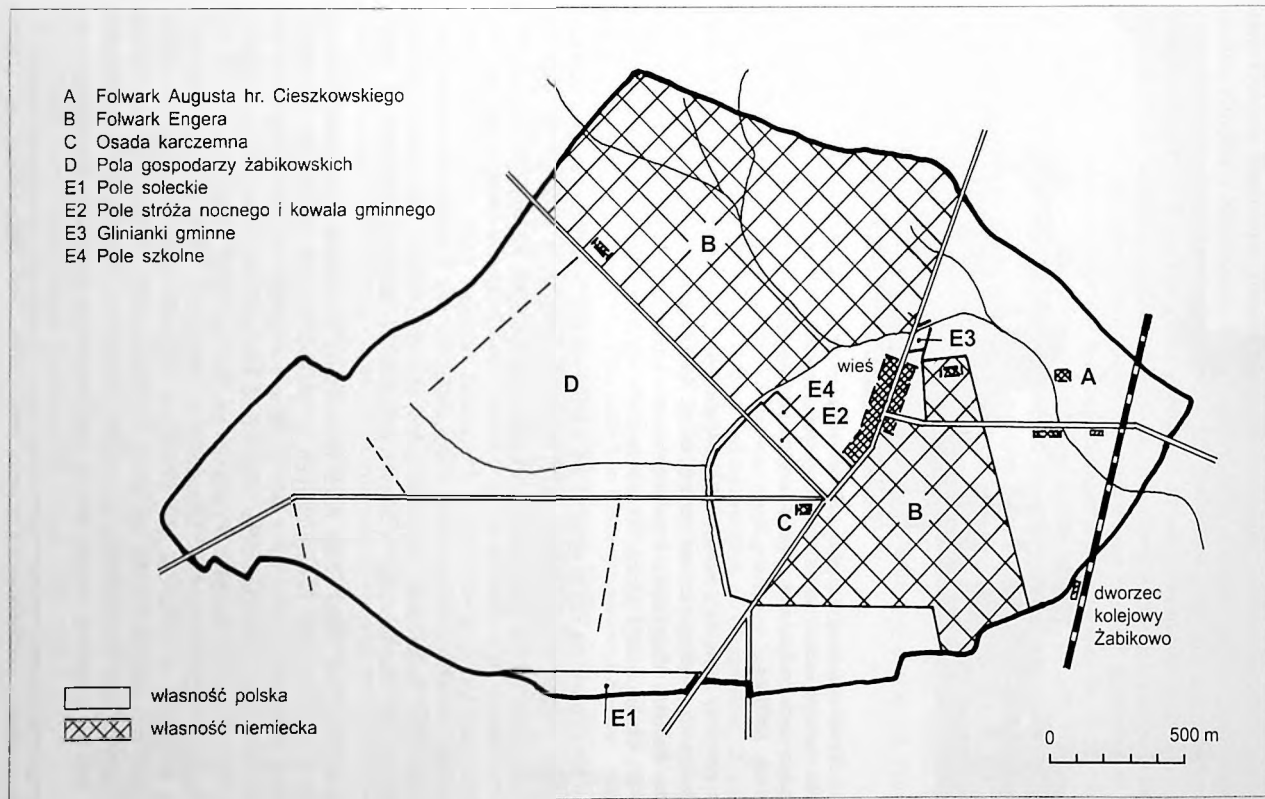 A Folwark Augusta hr. Cieszkowskiego
B Folwark Engera
C Osada karczemna
D Pola gospodarzy żabikowskich
E1 Pole sołeckie
E2 Pole stróża nocnego i kowala gminnego
E3 Glinianki gminne
E4 Pole szkolne
B
E3
wieś
A
D
E4
E2
C
B
dworzec
kolejowy
Żabikowo
E1
własność polska
własność niemiecka
0 500 m